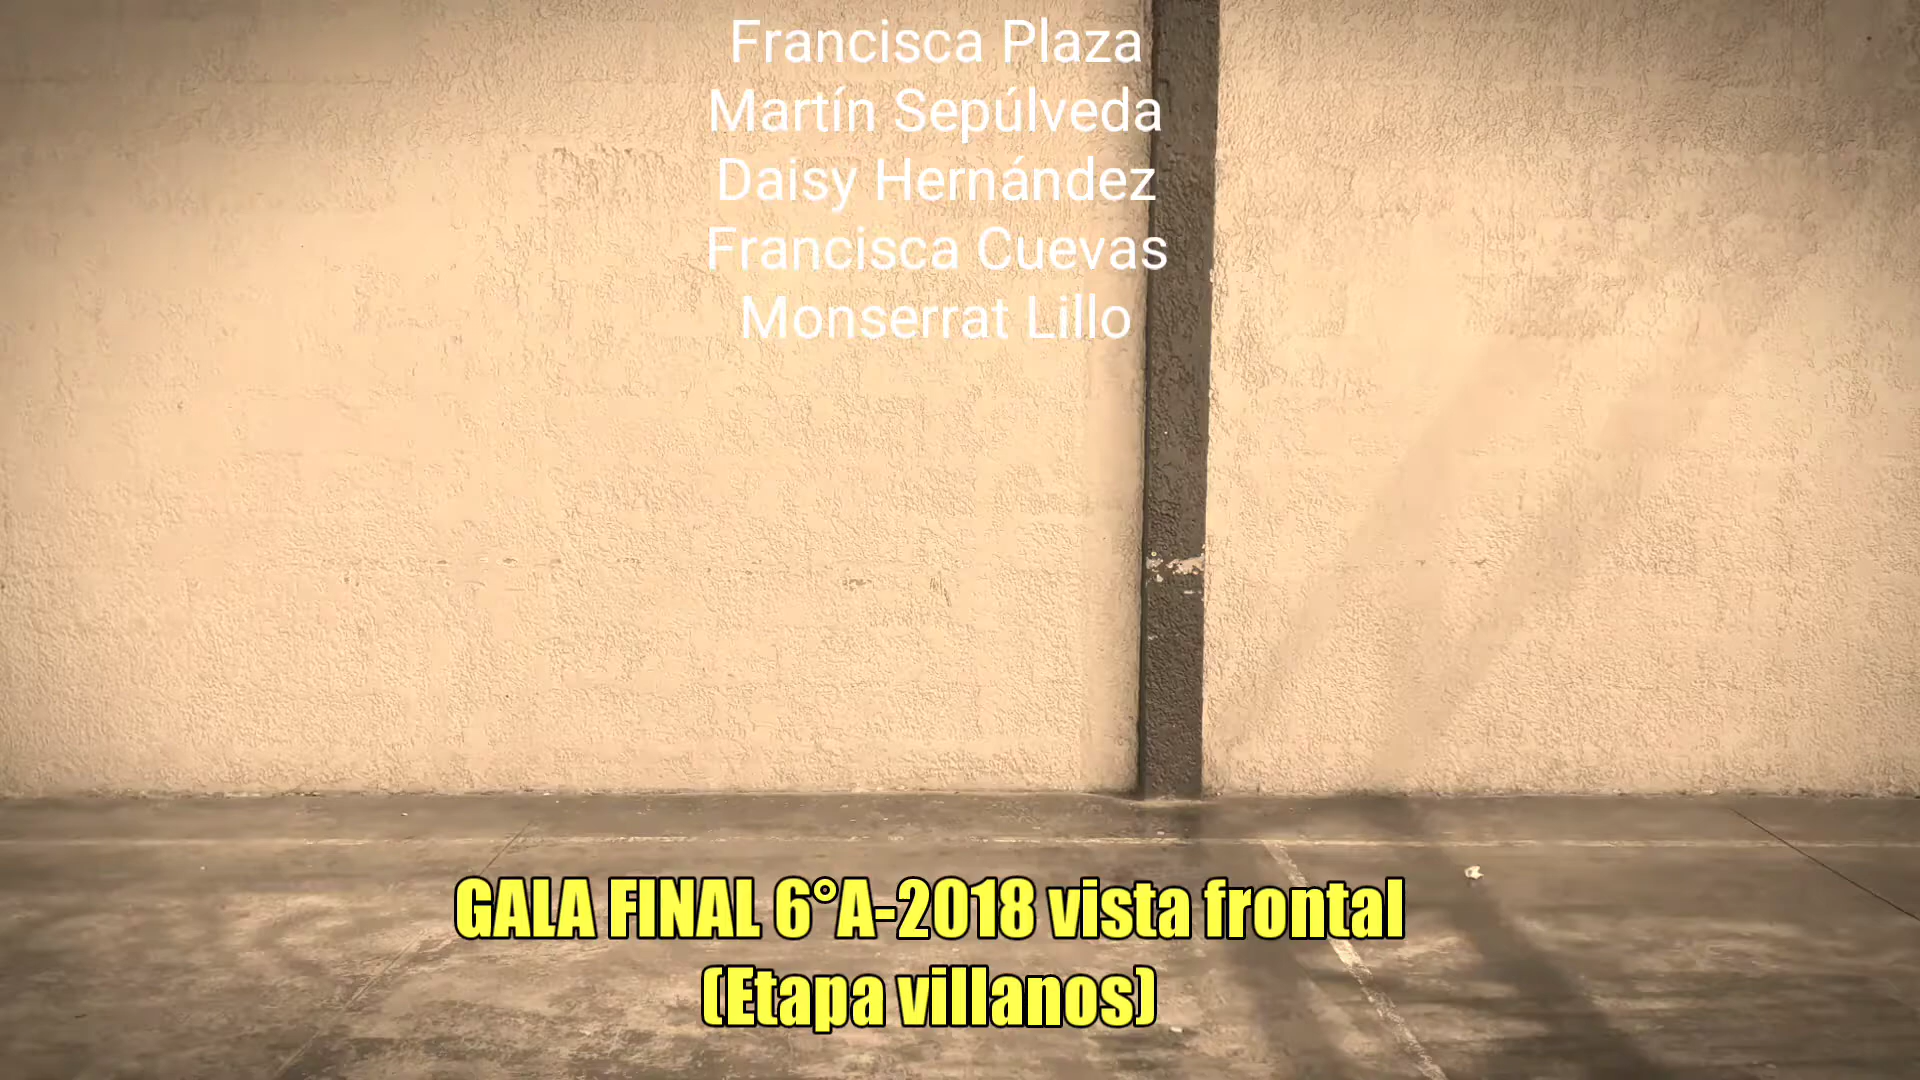 Francisca Plaza
Martín Sepúlveda
Daisy Hernández
Francisca Cuevas
Monserrat Lillo
GALA FINAL 6°A-2018 vista frontal
(Etapa villanos)